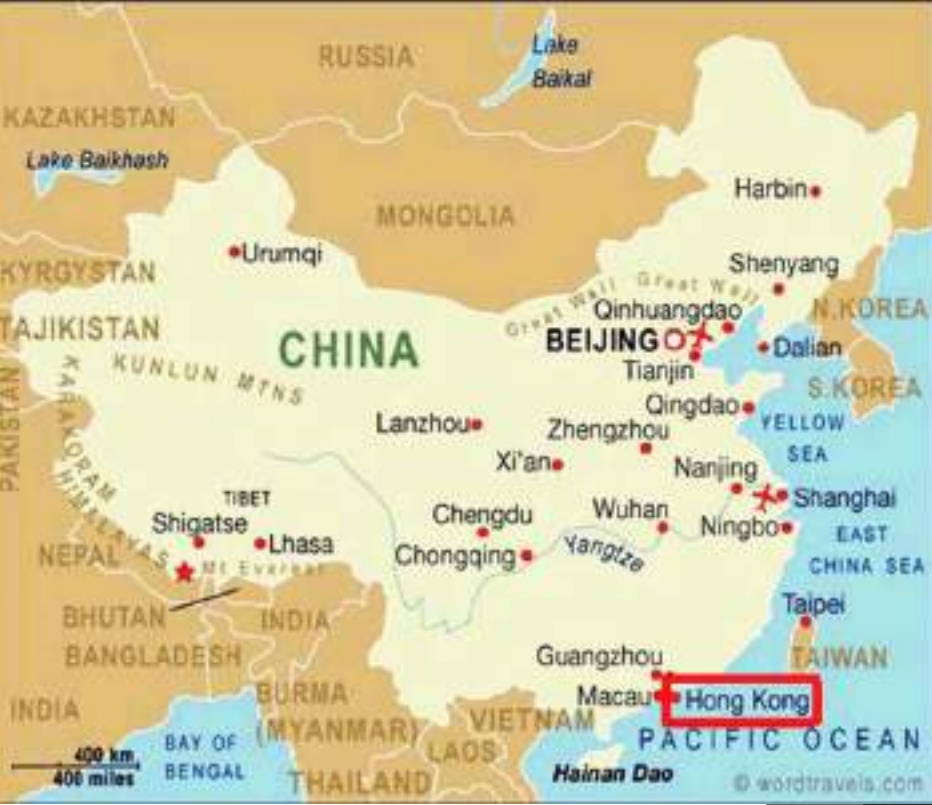 RUSSIA
Lake
Baikal
KAZAKHSTAN
Lake Baikhash
MONGOLIA
Harbin
Urumqi
KYRGYSTAN
Shenyang
Great Wall Great Wall
Qinhuangdao
N.KOREA
TAJIKISTAN
CHINA
BEIJING
Dalian
Tianjin
KUNLUN MTNS
S.KOREA
PAKISTAN
KARAKORAM
Qingdao
YELLOW
SEA
Lanzhou
Zhengzhou
Xi'an
Nanjing
HIMALAYAS
TIBET
Shanghai
Shigatse
Chengdu
Wuhan
Ningbo
Lhasa
EAST
CHINA SEA
NEPAL
Chongqing
Yangtze
Mt Everest
BHUTAN
INDIA
Taipei
BANGLADESH
Guangzhou
TAIWAN
INDIA
BURMA
(MYANMAR)
Macau
Hong Kong
VIETNAM
PACIFIC OCEAN
BAY OF
BENGAL
LAOS
400 km
400 miles
THAILAND
Hainan Dao
© wordtravels.com